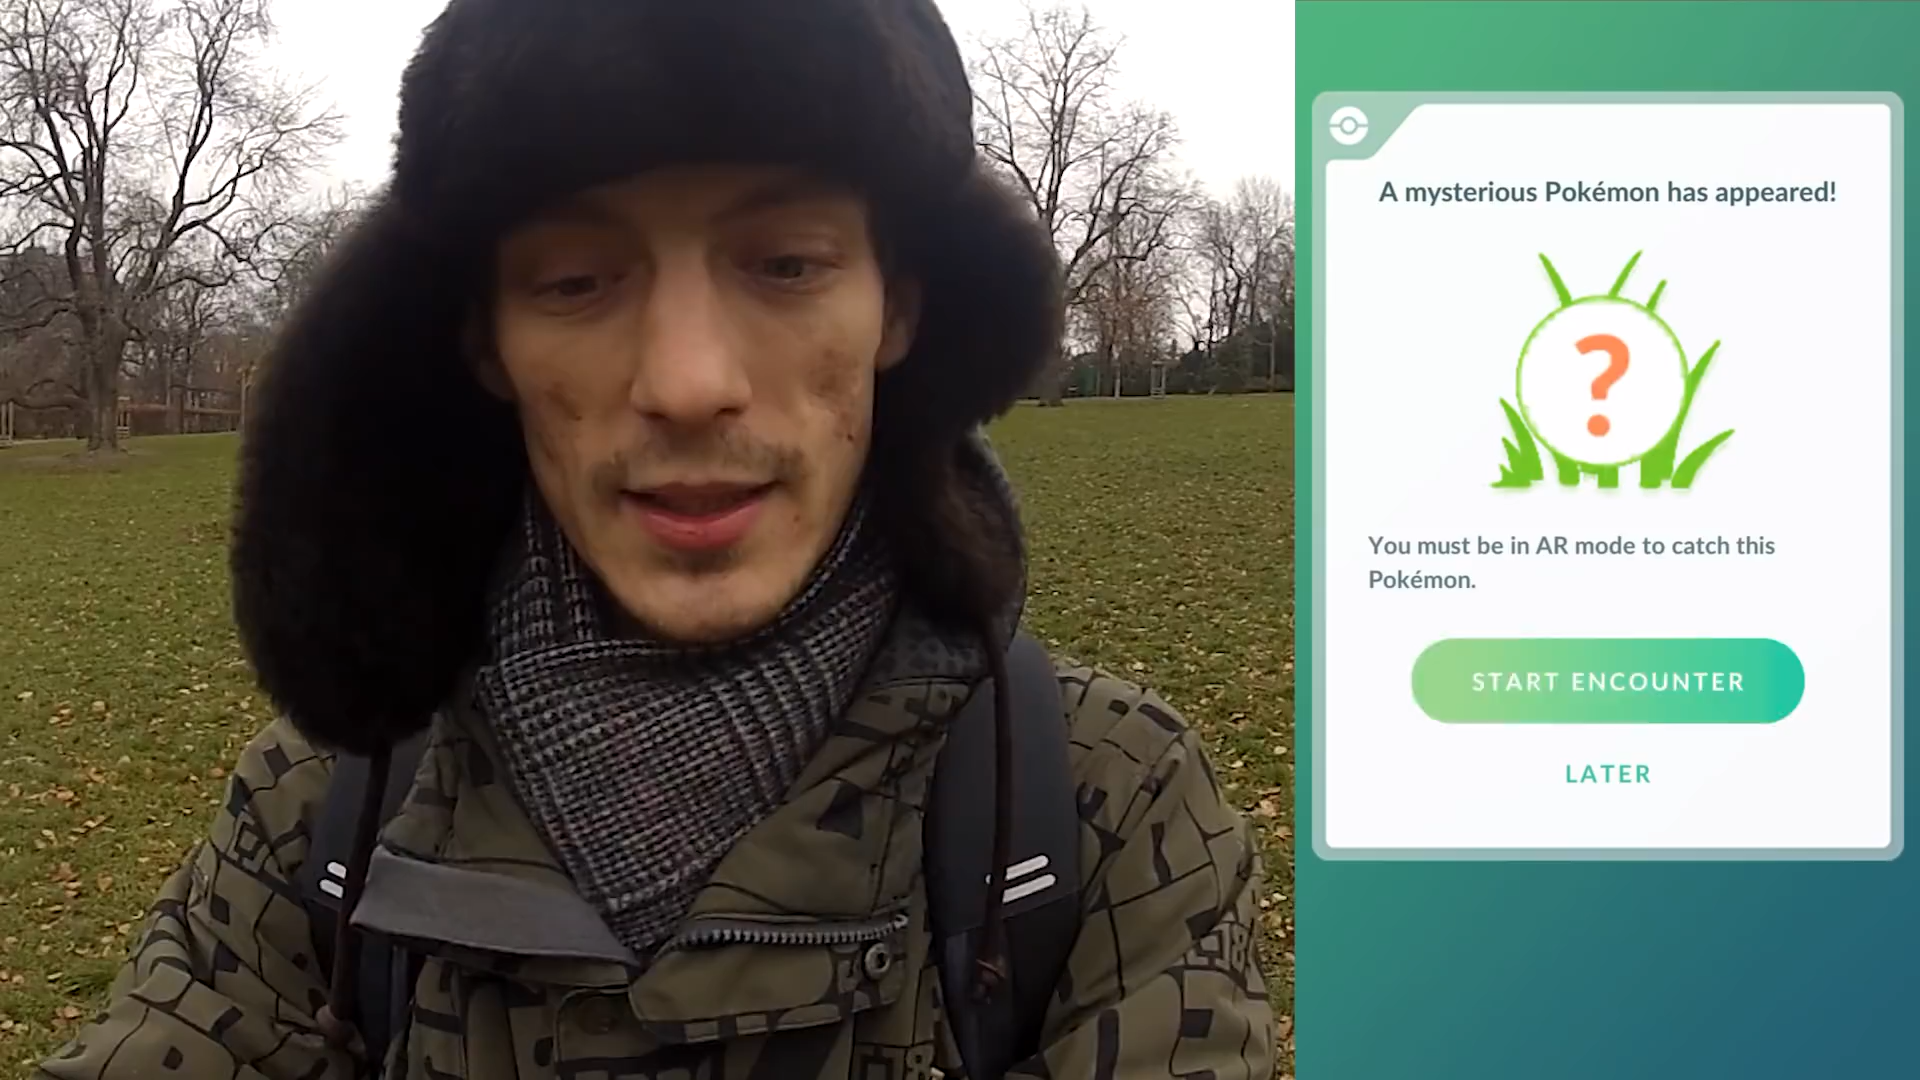 A mysterious Pokémon has appeared!
?
You must be in AR mode to catch this
Pokémon.
START ENCOUNTER
LATER